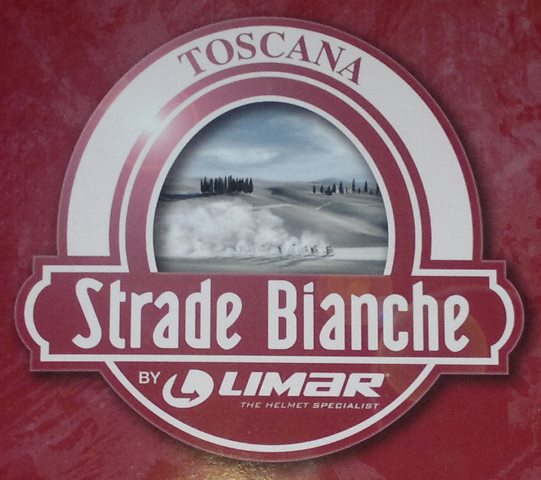 TOSCANA
Strade Bianche
BY LIMAR®
THE HELMET SPECIALIST